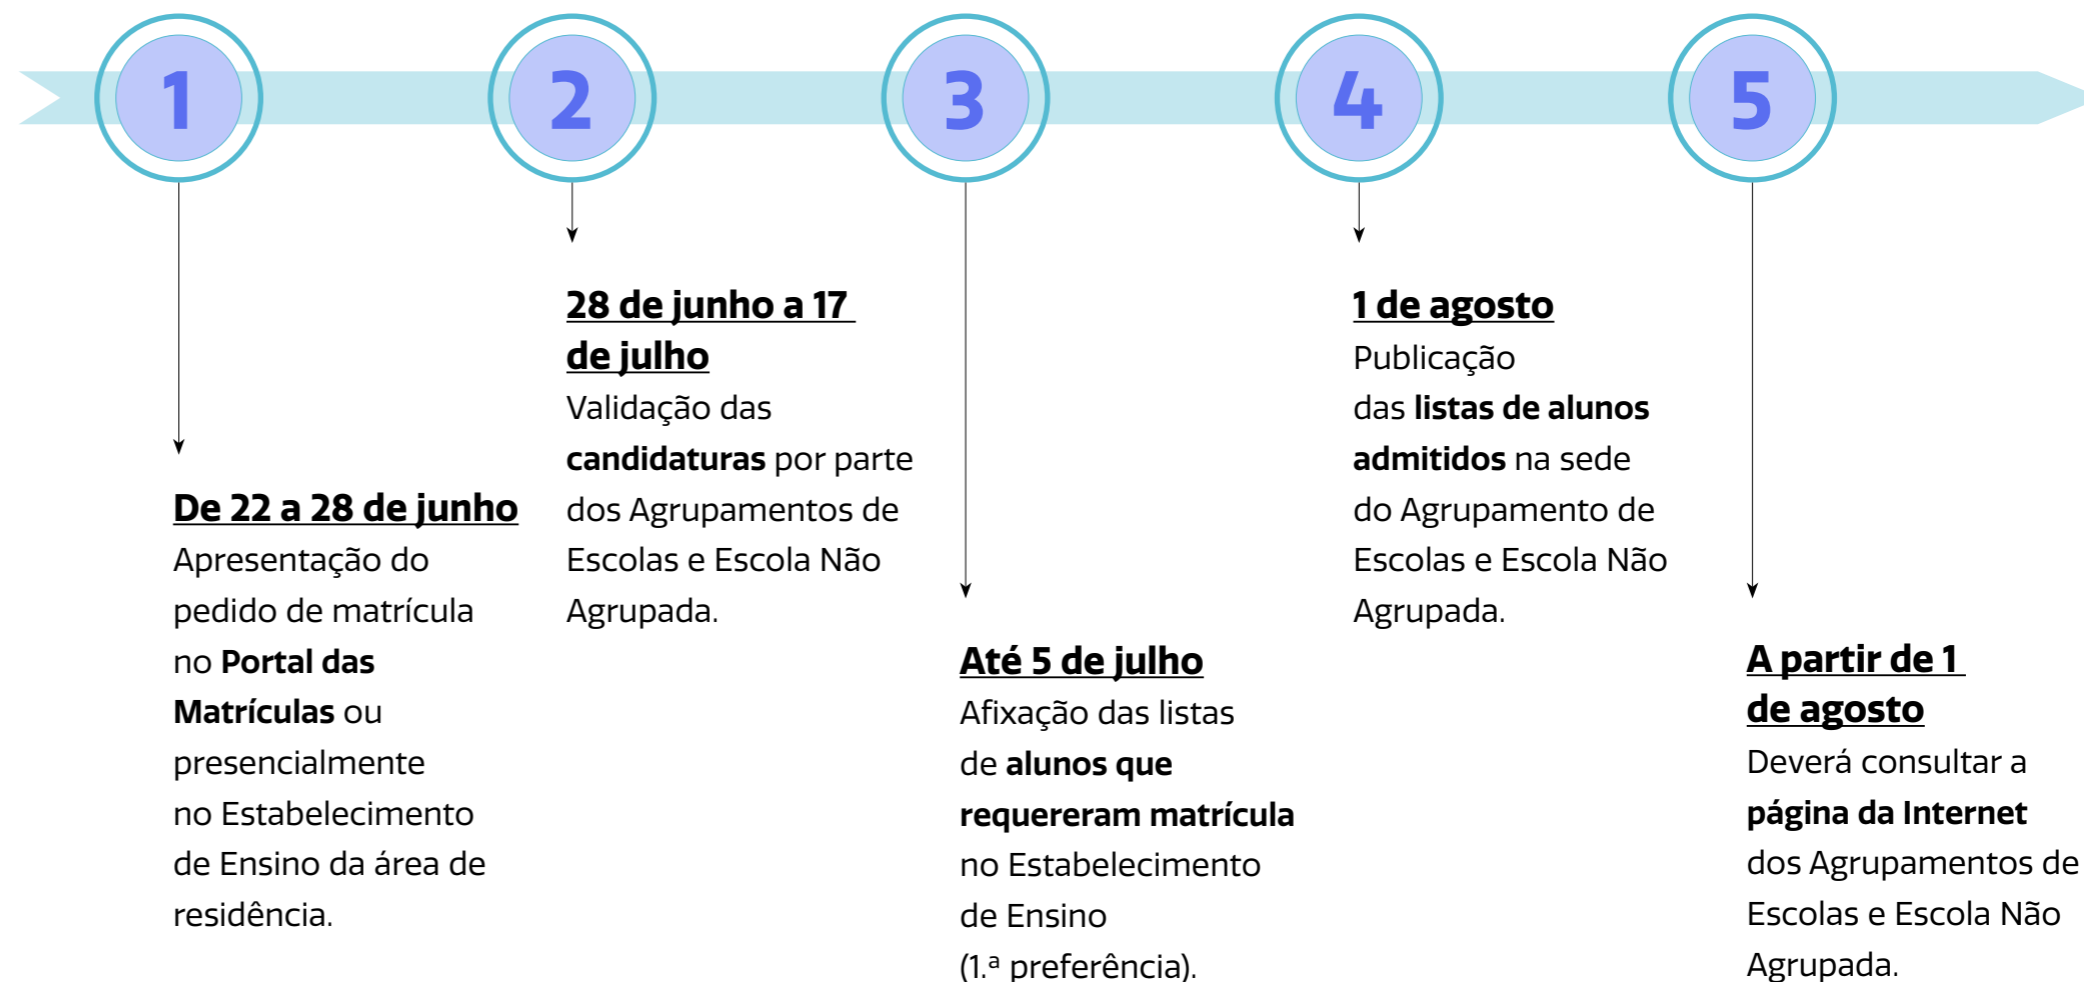 1
2
3
4
5
De 22 a 28 de junho
Apresentação do
pedido de matrícula
no Portal das
Matrículas ou
presencialmente
no Estabelecimento
de Ensino da área de
residência.
28 de junho a 17
de julho
Validação das
candidaturas por parte
dos Agrupamentos de
Escolas e Escola Não
Agrupada.
Até 5 de julho
Afixação das listas
de alunos que
requereram matrícula
no Estabelecimento
de Ensino
(1.ª preferência).
1 de agosto
Publicação
das listas de alunos
admitidos na sede
do Agrupamento de
Escolas e Escola Não
Agrupada.
A partir de 1
de agosto
Deverá consultar a
página da Internet
dos Agrupamentos de
Escolas e Escola Não
Agrupada.